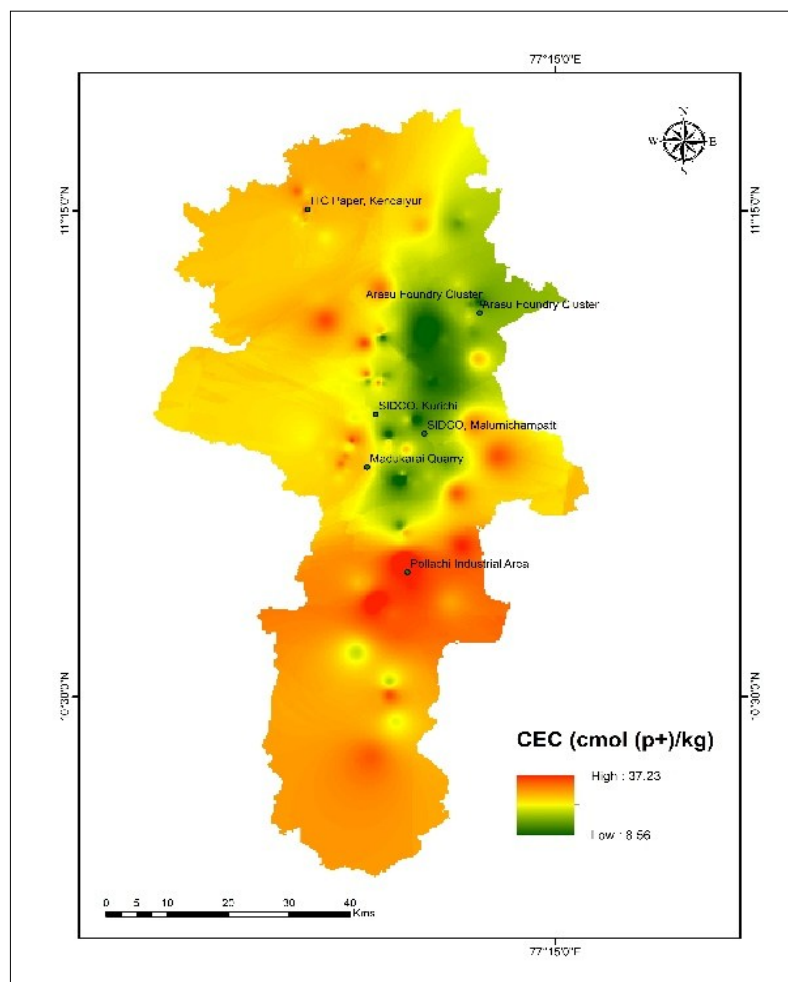 77°15'0"E
N
W E
S
11°15'0"N
11°15'0"N
ITC Paper, Kendaiyur
Arasu Foundry Cluster
Arasu Foundry Cluster
SIDCO, Kurichi
SIDCO, Malumichampatti
Madukarai Quarry
Pollachi Industrial Area
10°30'0"N
10°30'0"N
CEC (cmol (p+)/kg)
High : 37.23
Low : 8.56
0 5 10 20 30 40
Kms
77°15'0"E